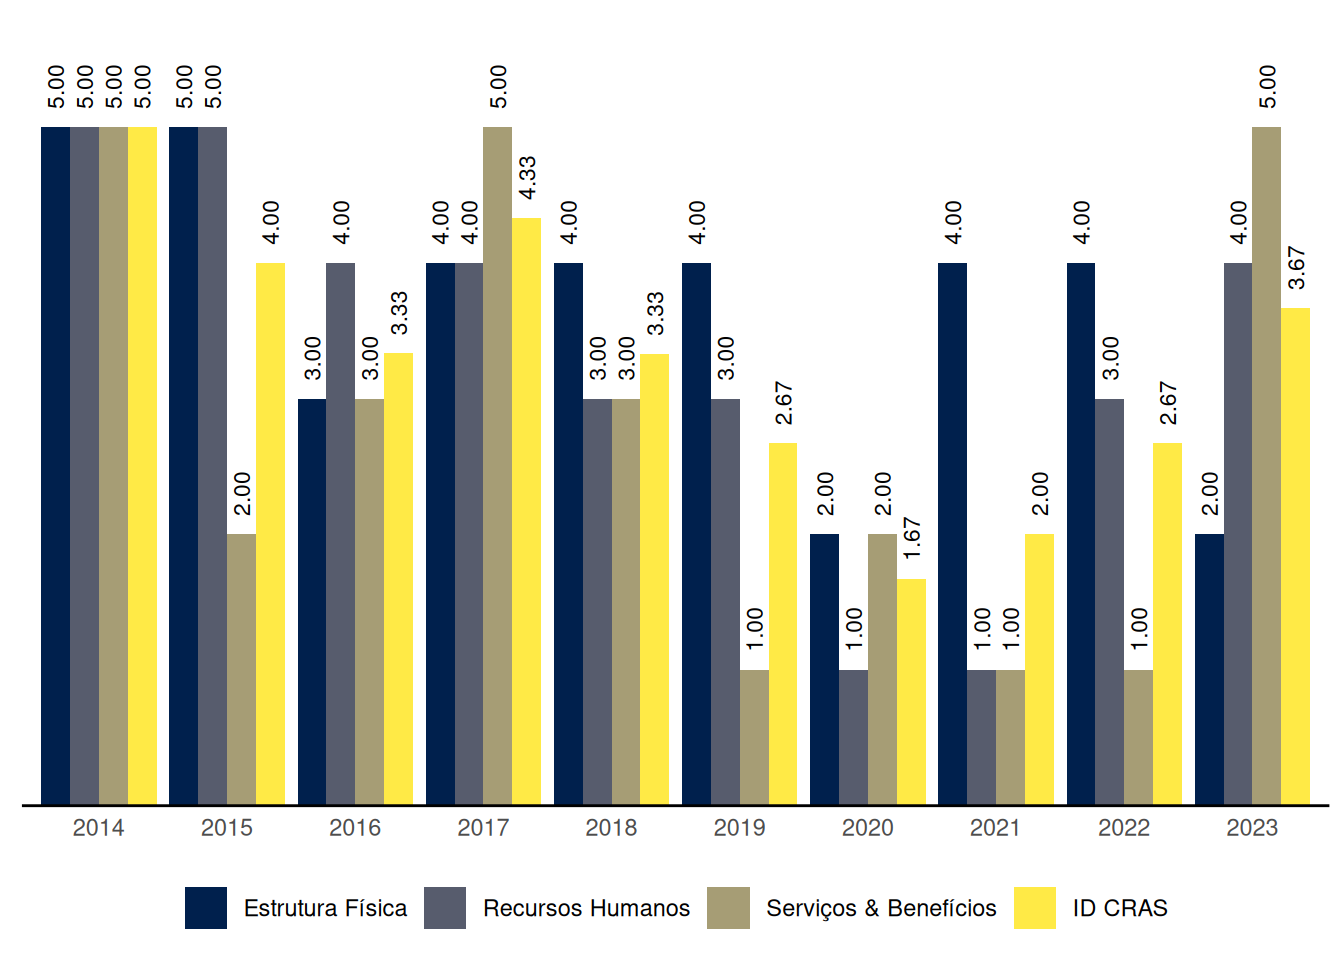 5.00 5.00 5.00 5.00 5.00 5.00 2.00 4.00 3.00 4.00 3.00 3.33 4.00 4.00 5.00 4.33 4.00 3.00 3.00 3.33 4.00 3.00 1.00 2.67 2.00 1.00 2.00 1.67 4.00 1.00 1.00 2.00 4.00 3.00 1.00 2.67 2.00 4.00 5.00 3.67
2014 2015 2016 2017 2018 2019 2020 2021 2022 2023
Estrutura Física Recursos Humanos Serviços & Benefícios ID CRAS